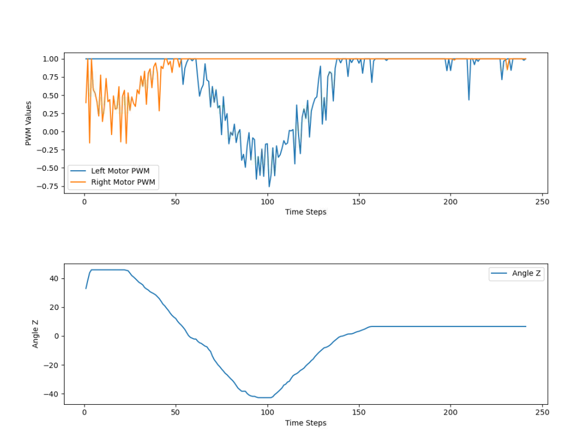 1.00
0.75
0.50
0.25
0.00
−0.25
−0.50
−0.75
PWM Values
Left Motor PWM
Right Motor PWM
0 50 100 150 200 250
Time Steps
40
20
0
−20
−40
Angle Z
Angle Z
0 50 100 150 200 250
Time Steps